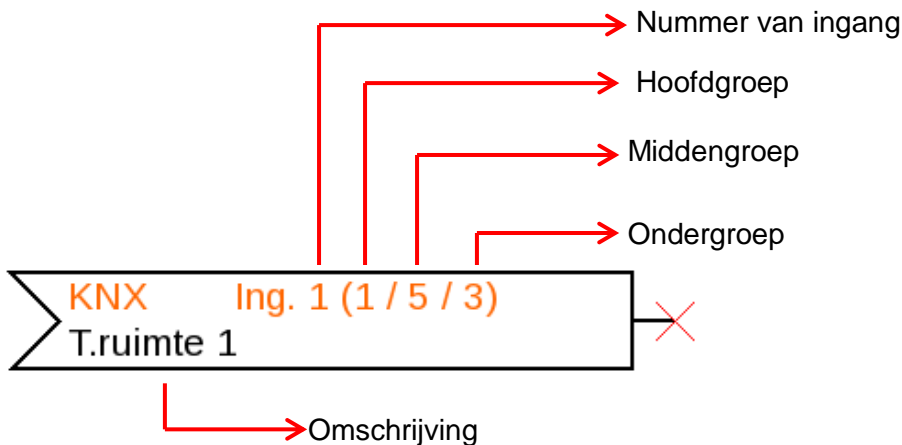 Nummer van ingang
Hoofdgroep
Middengroep
Ondergroep
KNX Ing. 1 (1 / 5 / 3)
T.ruimte 1
Omschrijving